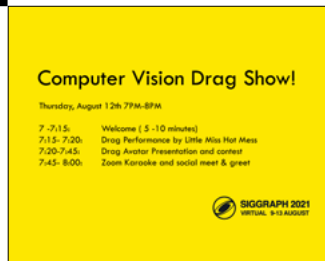 Computer Vision Drag Show!
Thursday, August 12th 7PM-8PM
7 -7:15: Welcome ( 5 -10 minutes)
7:15- 7:20: Drag Performance by Little Miss Hot Mess
7:20-7:45: Drag Avatar Presentation and contest
7:45- 8:00: Zoom Karaoke and social meet & greet
SIGGRAPH 2021
VIRTUAL 9-13 AUGUST